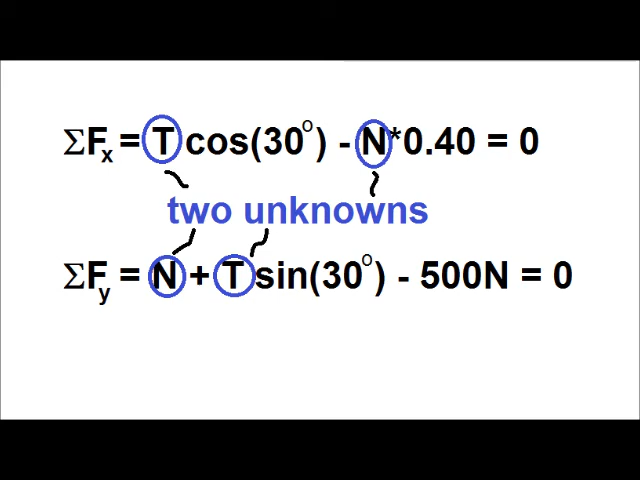 ΣFx = T cos(30°) - N*0.40 = 0
two unknowns
ΣFy = N + T sin(30°) - 500N = 0